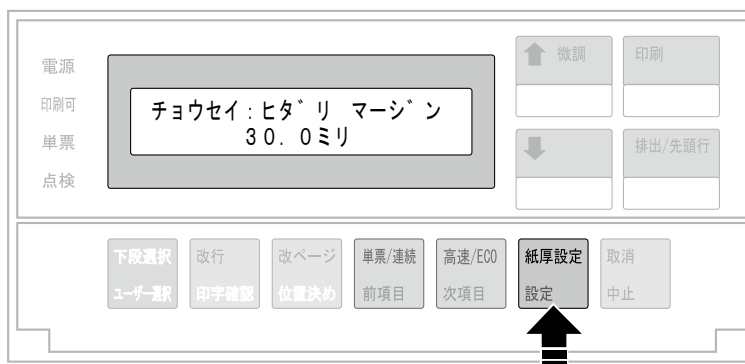 電源
印刷可
単票
点検
チョウセイ:ヒダリ マージン
30.0ミリ
微調
印刷
排出/先頭行
下段選択
ユーザー選択
改行
印字確認
改ページ
位置決め
単票/連続
前項目
高速/ECO
次項目
紙厚設定
設定
取消
中止